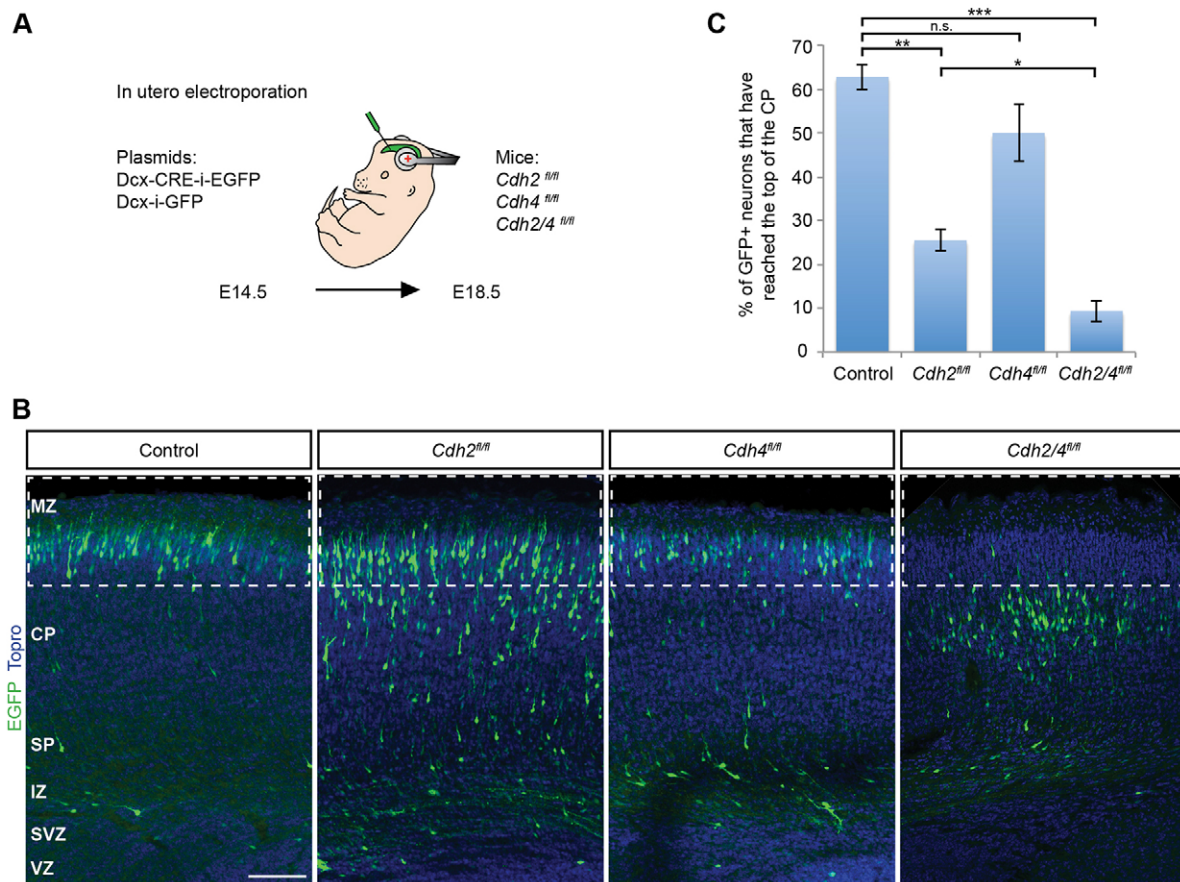 A
In utero electroporation
Plasmids:
Dcx-CRE-i-EGFP
Dcx-i-GFP
Mice:
Cdh2 fl/fl
Cdh4 fl/fl
Cdh2/4 fl/fl
E14.5
E18.5
C
***
n.s.
**
*
% of GFP+ neurons that have
reached the top of the CP
70
60
50
40
30
20
10
0
Control
Cdh2fl/fl
Cdh4fl/fl
Cdh2/4fl/fl
B
Control
Cdh2fl/fl
Cdh4fl/fl
Cdh2/4fl/fl
EGFP Topro
MZ
CP
SP
IZ
SVZ
VZ